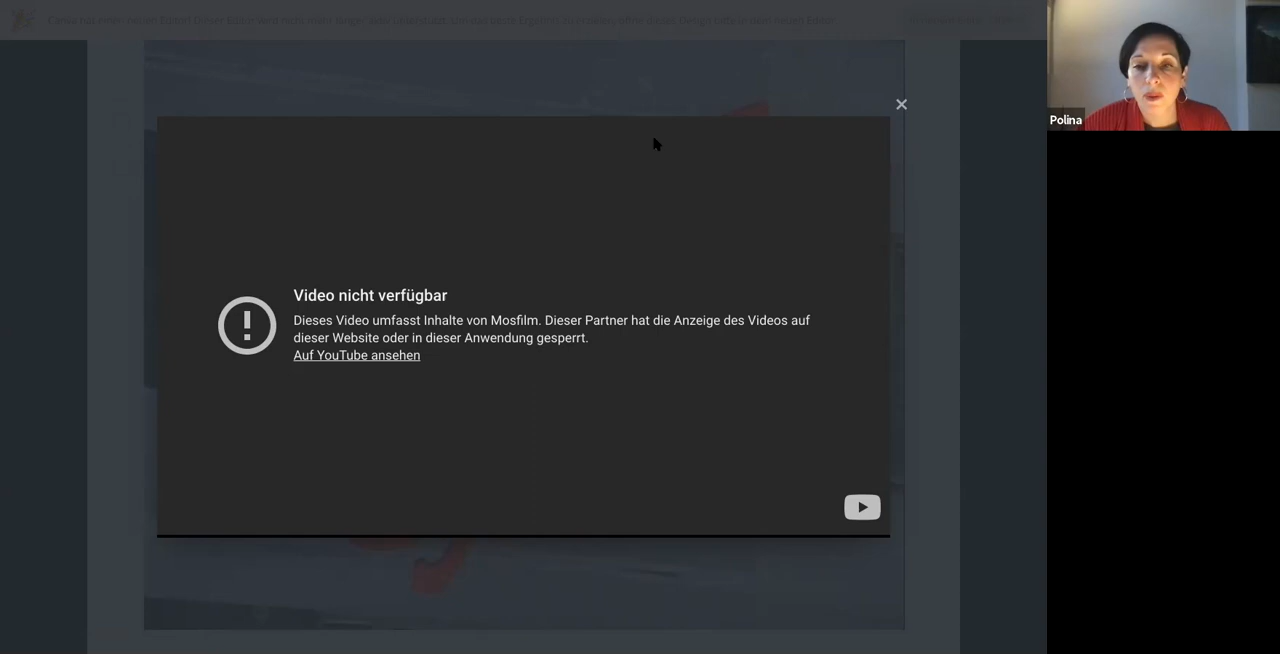 Polina
Video nicht verfügbar
Dieses Video umfasst Inhalte von Mosfilm. Dieser Partner hat die Anzeige des Videos auf
dieser Website oder in dieser Anwendung gesperrt.
Auf YouTube ansehen